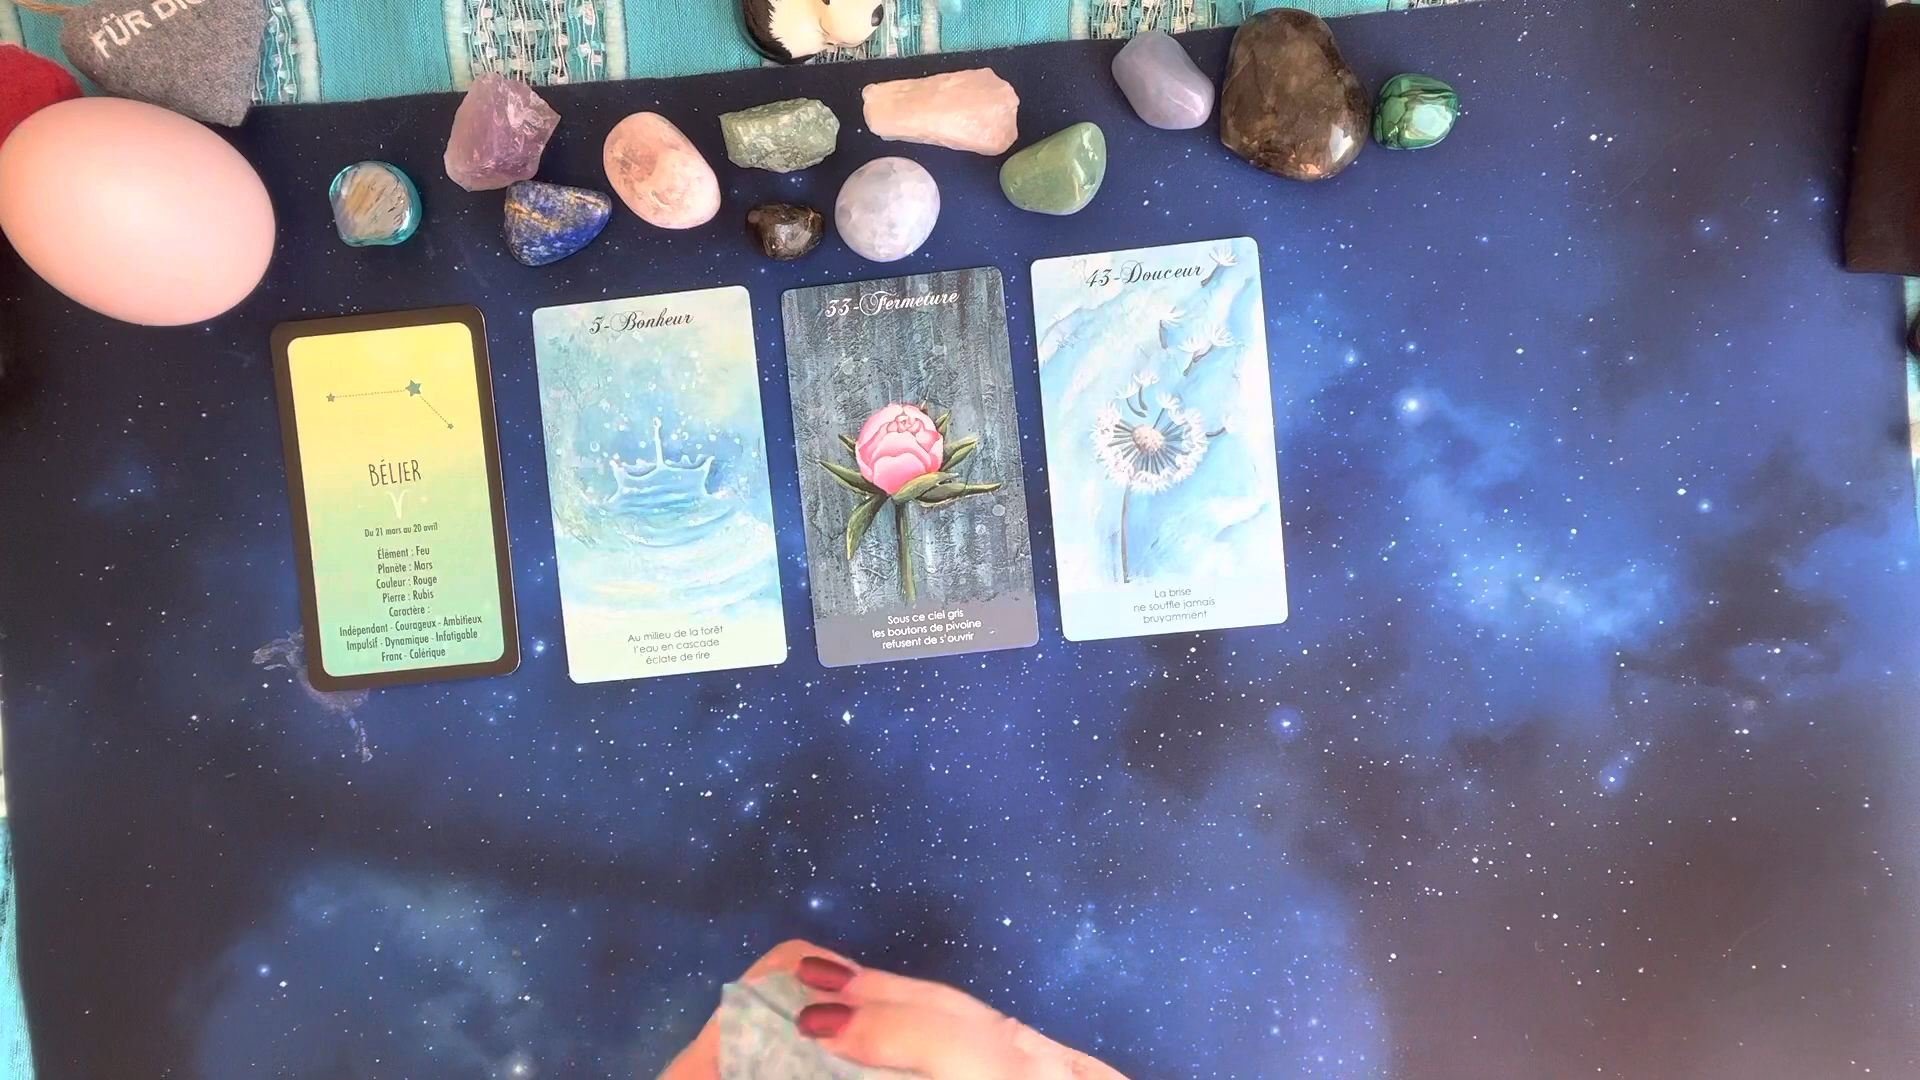 FÜR DIC
BÉLIER
Du 21 mars au 20 avril
Élément : Feu
Planète : Mars
Couleur : Rouge
Pierre : Rubis
Caractère :
Indépendant - Courageux - Ambitieux
Impulsif - Dynamique - Infatigable
Franc - Colérique
5-Bonheur
Au milieu de la forêt
l'eau en cascade
éclate de rire
33-Fermeture
Sous ce ciel gris
les boutons de pivoine
refusent de s'ouvrir
43-Douceur
La brise
ne souffle jamais
bruyamment